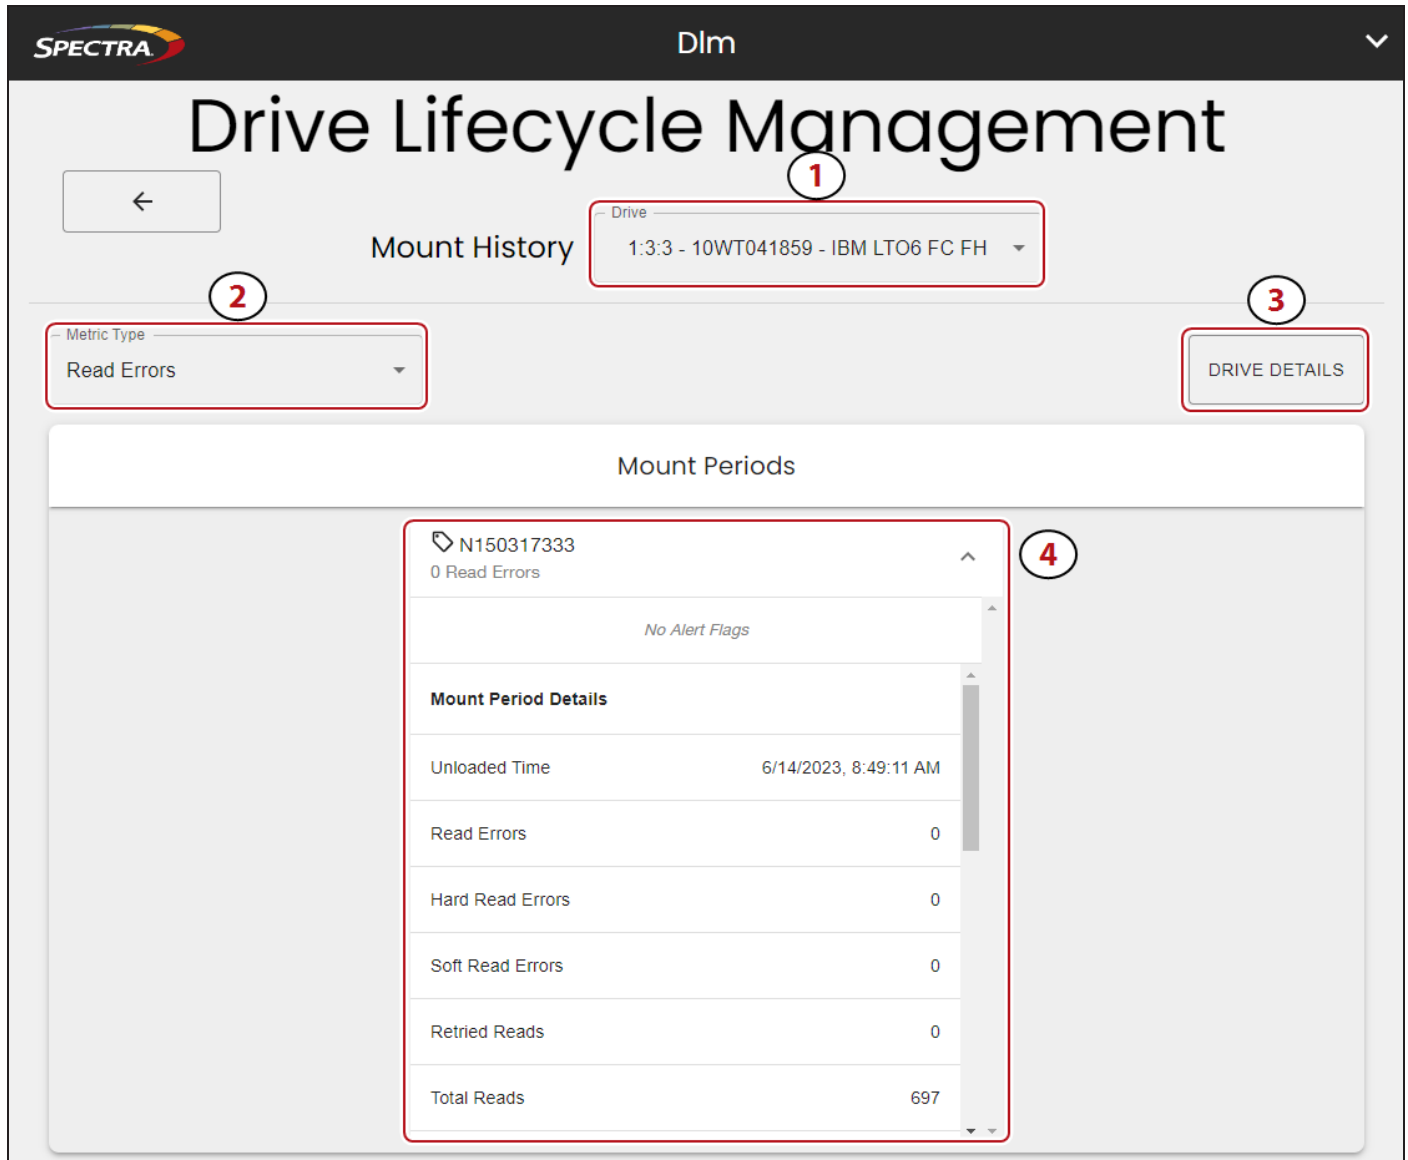 SPECTRA
Dlm
Drive Lifecycle Management
1
Drive
Mount History
1:3:3 - 10WT041859 - IBM LTO6 FC FH
2
3
Metric Type
Read Errors
DRIVE DETAILS
Mount Periods
N150317333
0 Read Errors
4
No Alert Flags
Mount Period Details
Unloaded Time 6/14/2023, 8:49:11 AM
Read Errors 0
Hard Read Errors 0
Soft Read Errors 0
Retried Reads 0
Total Reads 697